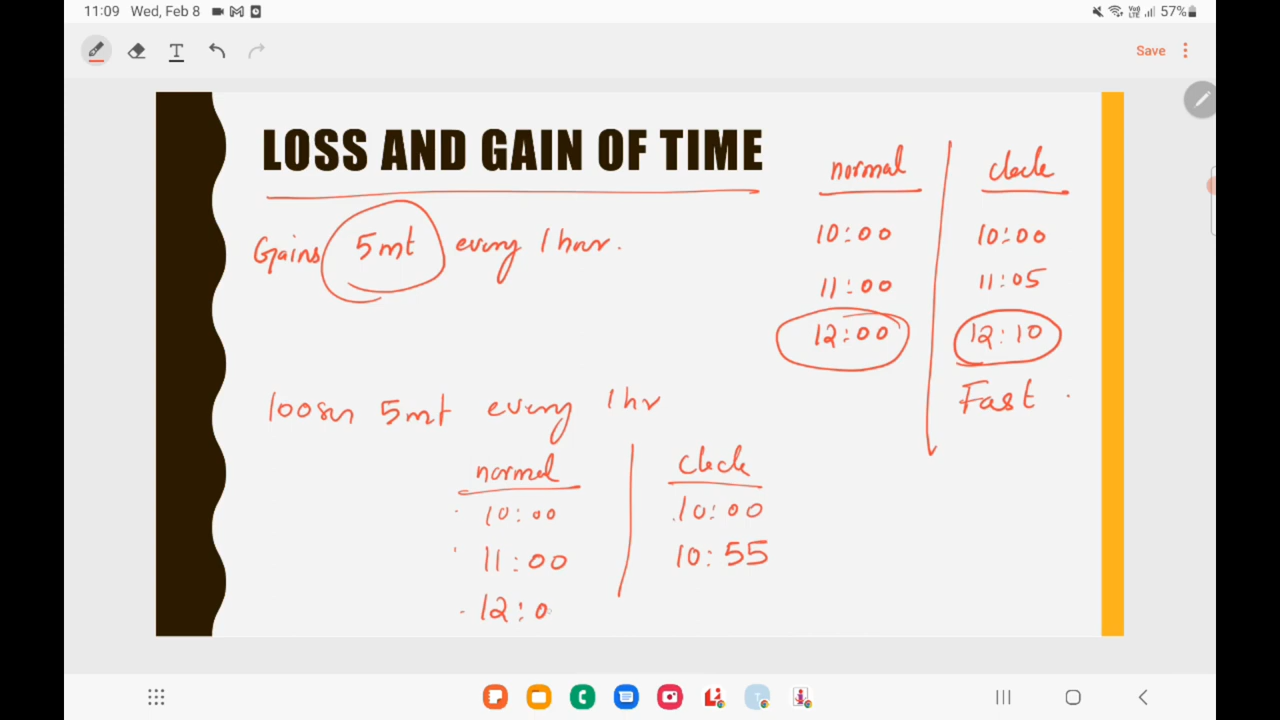 11:09 Wed, Feb 8
57%
Save
LOSS AND GAIN OF TIME
Gains 5mt every 1 hour.
normal clock
10:00 10:00
11:00 11:05
12:00 12:10
Fast
looses 5mt every 1 hr
normal clock
10:00 10:00
11:00 10:55
12:0